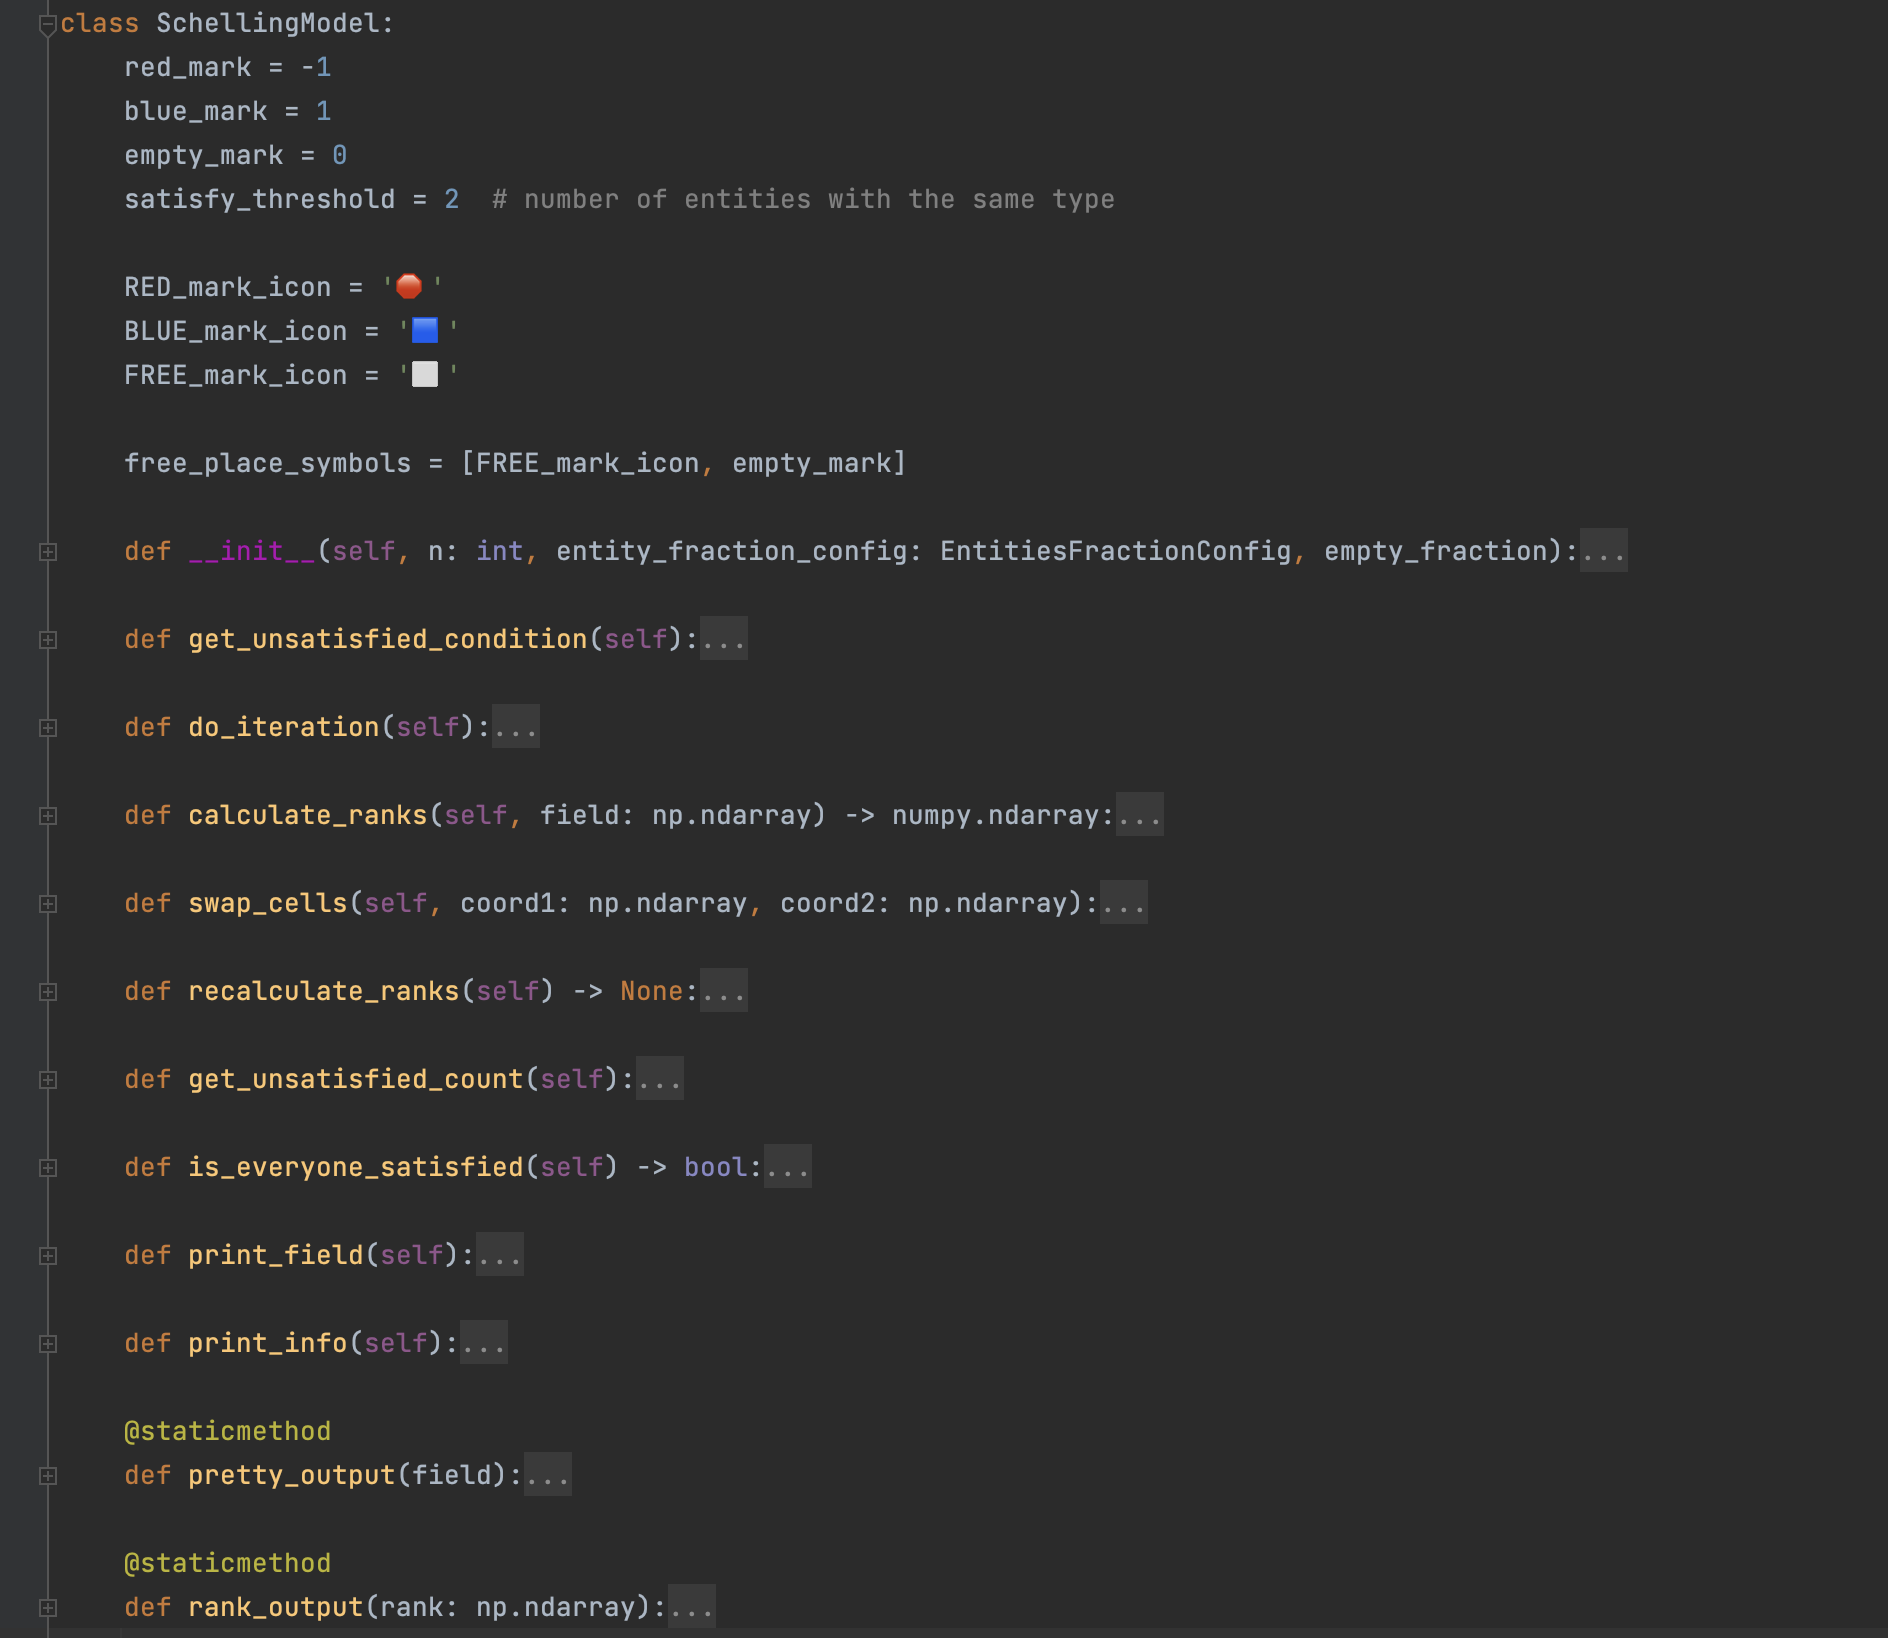 class SchellingModel:
    red_mark = -1
    blue_mark = 1
    empty_mark = 0
    satisfy_threshold = 2  # number of entities with the same type
    RED_mark_icon = '🛑'
    BLUE_mark_icon = '🟦'
    FREE_mark_icon = '⬜'
    free_place_symbols = [FREE_mark_icon, empty_mark]
    def __init__(self, n: int, entity_fraction_config: EntitiesFractionConfig, empty_fraction):...
    def get_unsatisfied_condition(self):...
    def do_iteration(self):...
    def calculate_ranks(self, field: np.ndarray) -> numpy.ndarray:...
    def swap_cells(self, coord1: np.ndarray, coord2: np.ndarray):...
    def recalculate_ranks(self) -> None:...
    def get_unsatisfied_count(self):...
    def is_everyone_satisfied(self) -> bool:...
    def print_field(self):...
    def print_info(self):...
    @staticmethod
    def pretty_output(field):...
    @staticmethod
    def rank_output(rank: np.ndarray):...